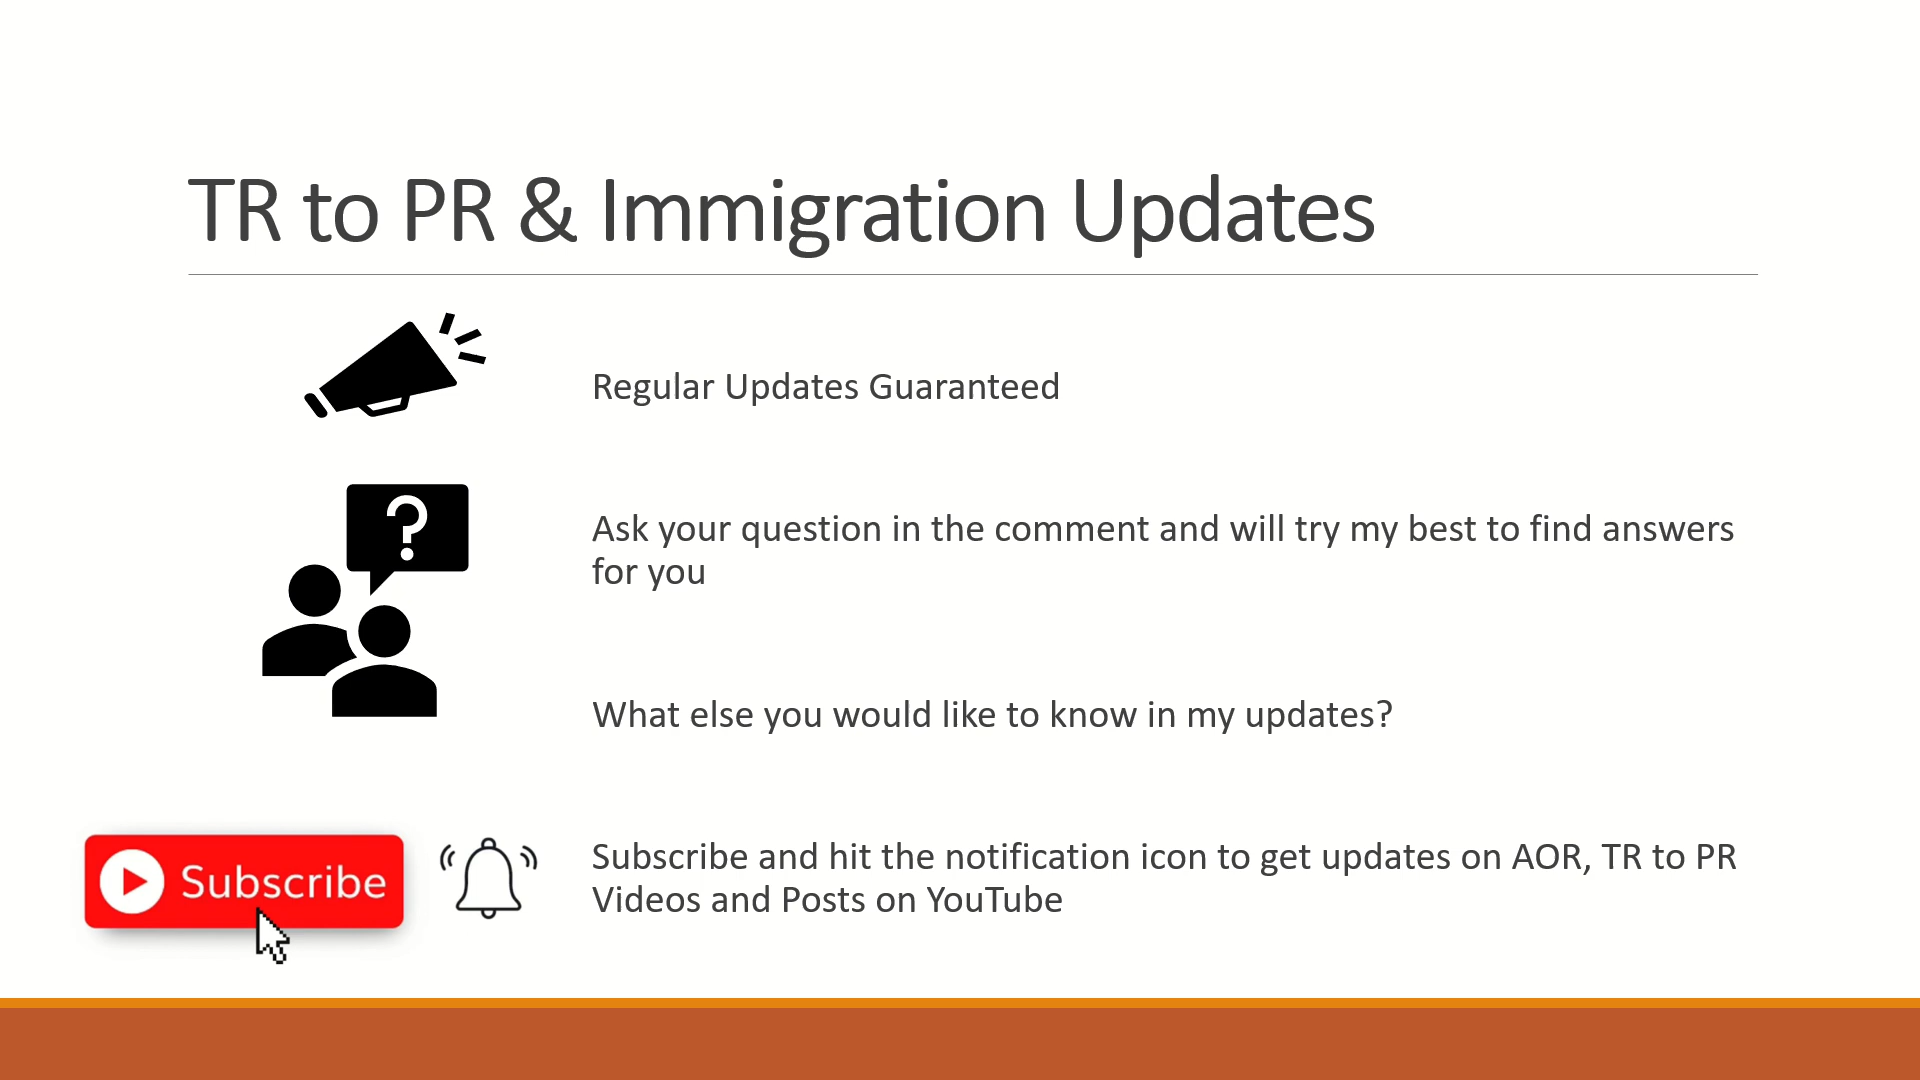 TR to PR & Immigration Updates
Regular Updates Guaranteed
?
Ask your question in the comment and will try my best to find answers
for you
What else you would like to know in my updates?
Subscribe
Subscribe and hit the notification icon to get updates on AOR, TR to PR
Videos and Posts on YouTube